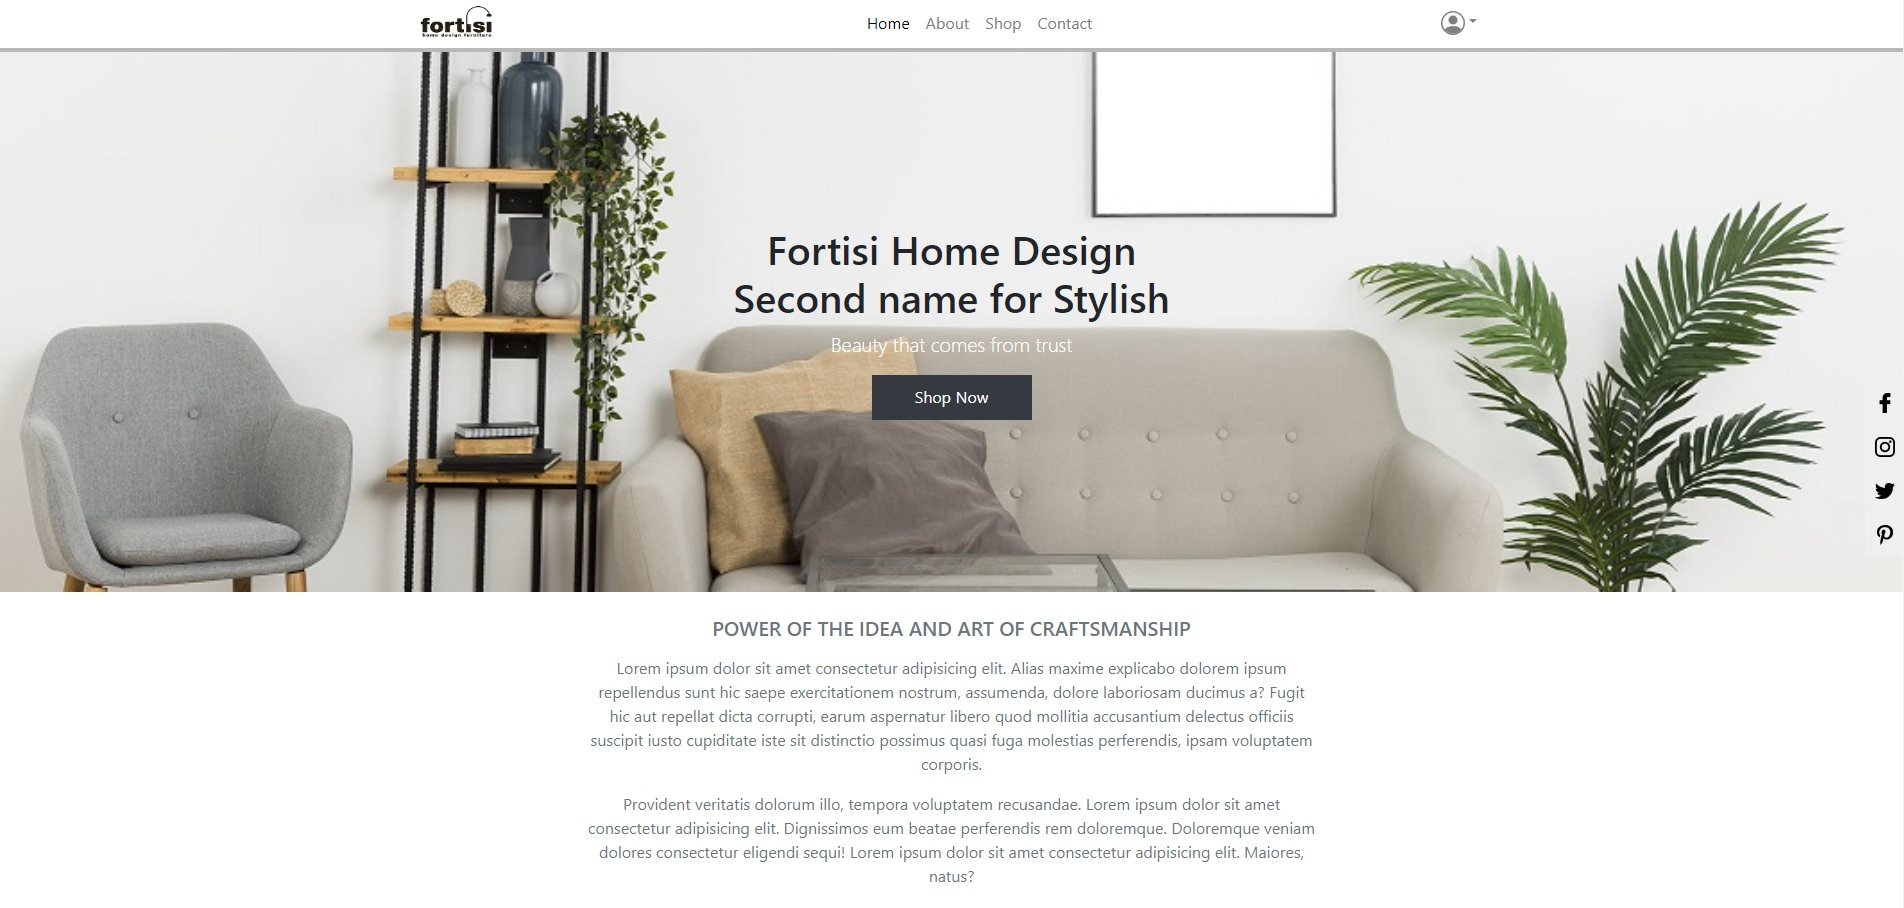 fortisi
home design furniture
Home About Shop Contact
Fortisi Home Design
Second name for Stylish
Beauty that comes from trust
Shop Now
POWER OF THE IDEA AND ART OF CRAFTSMANSHIP
Lorem ipsum dolor sit amet consectetur adipisicing elit. Alias maxime explicabo dolorem ipsum
repellendus sunt hic saepe exercitationem nostrum, assumenda, dolore laboriosam ducimus a? Fugit
hic aut repellat dicta corrupti, earum aspernatur libero quod mollitia accusantium delectus officiis
suscipit iusto cupiditate iste sit distinctio possimus quasi fuga molestias perferendis, ipsam voluptatem
corporis.
Provident veritatis dolorum illo, tempora voluptatem recusandae. Lorem ipsum dolor sit amet
consectetur adipisicing elit. Dignissimos eum beatae perferendis rem doloremque. Doloremque veniam
dolores consectetur eligendi sequi! Lorem ipsum dolor sit amet consectetur adipisicing elit. Maiores,
natus?